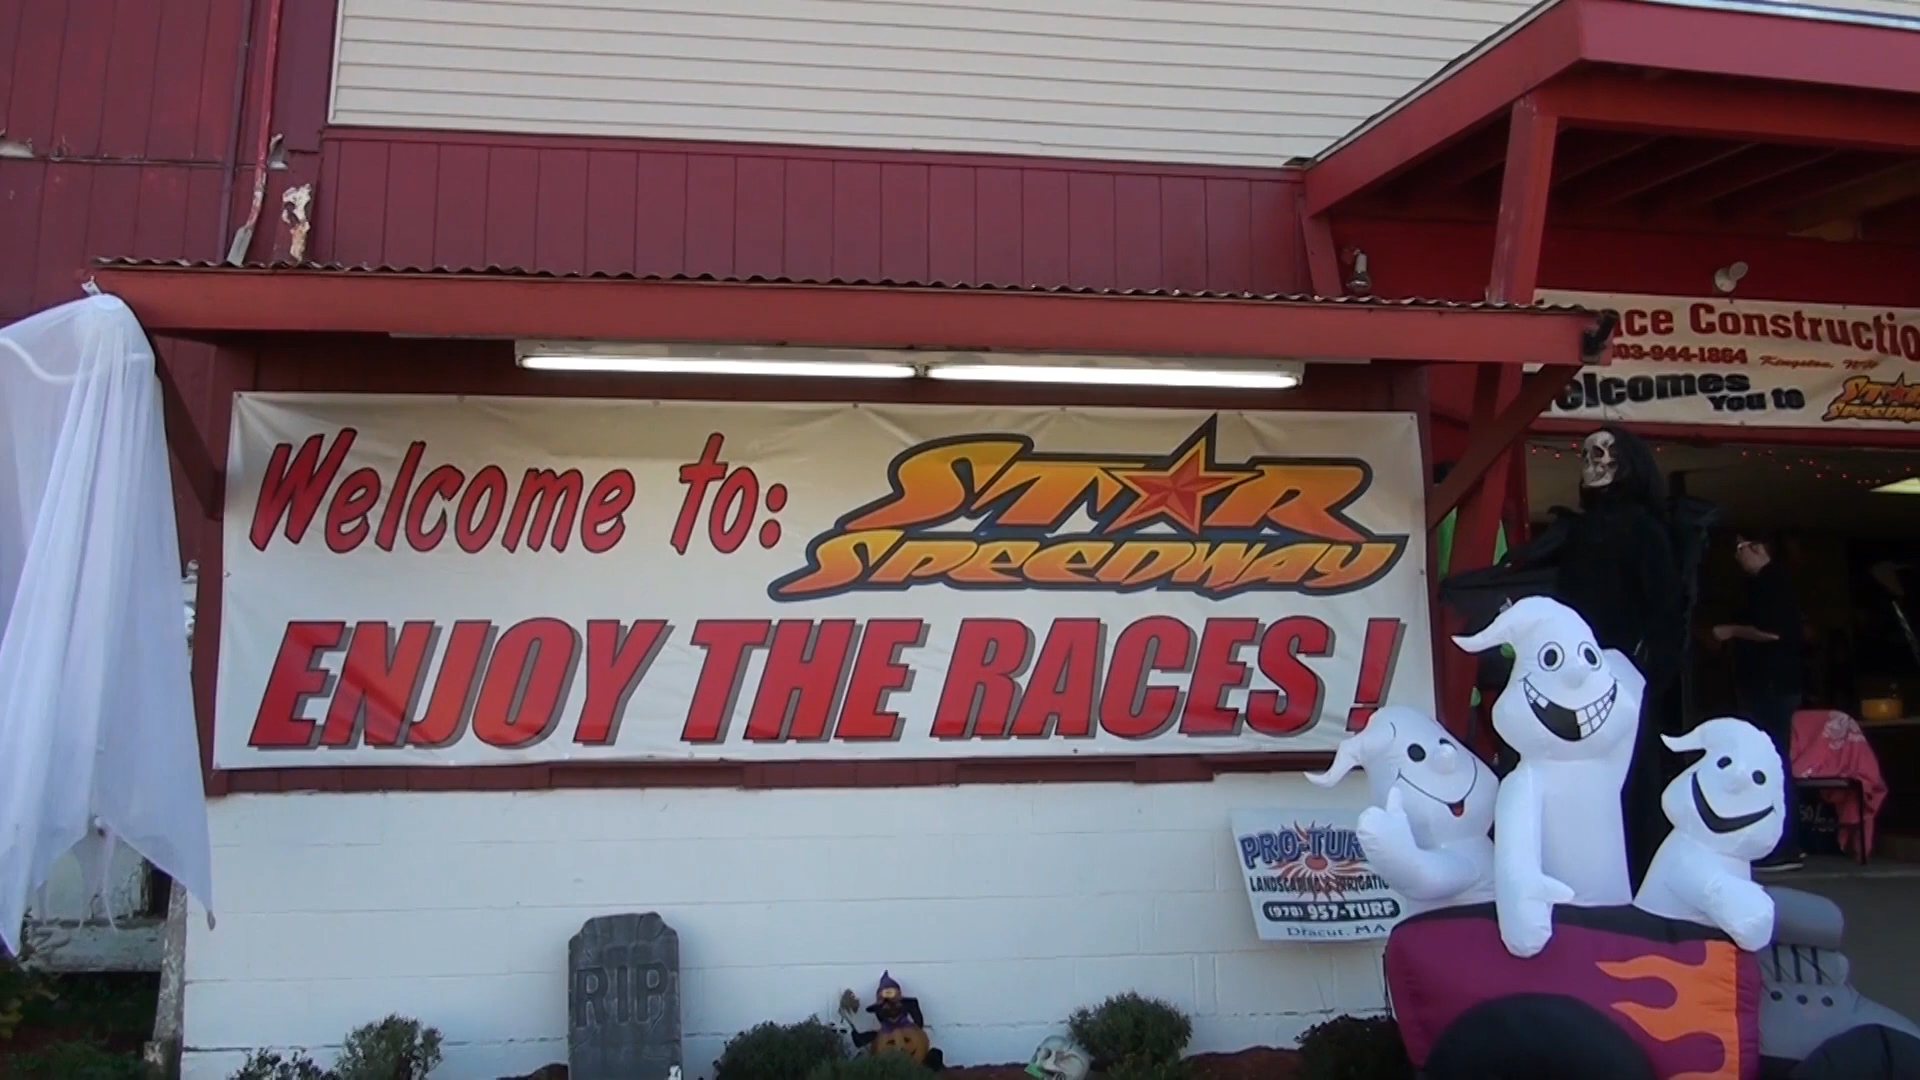 Welcome to: STAR SPEEDWAY
ENJOY THE RACES !
Constructio
03-944-1864 Kingston, NH
elcomes You to STAR SPEEDWAY
PRO-TUR
LANDSCAPING & IRRIGATIO
(978) 957-TURF
Dracut, MA
RIP